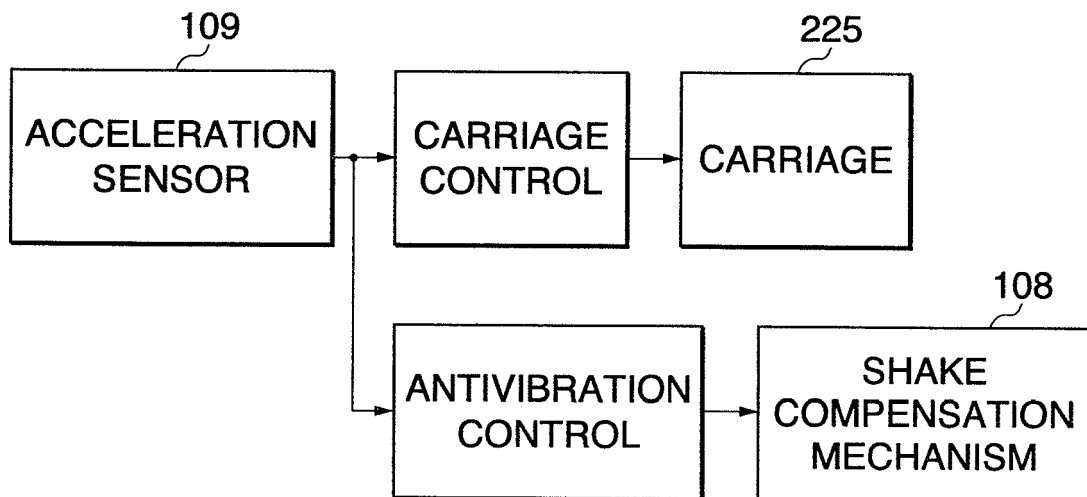 109
225
ACCELERATION
SENSOR
CARRIAGE
CONTROL
CARRIAGE
108
ANTIVIBRATION
CONTROL
SHAKE
COMPENSATION
MECHANISM